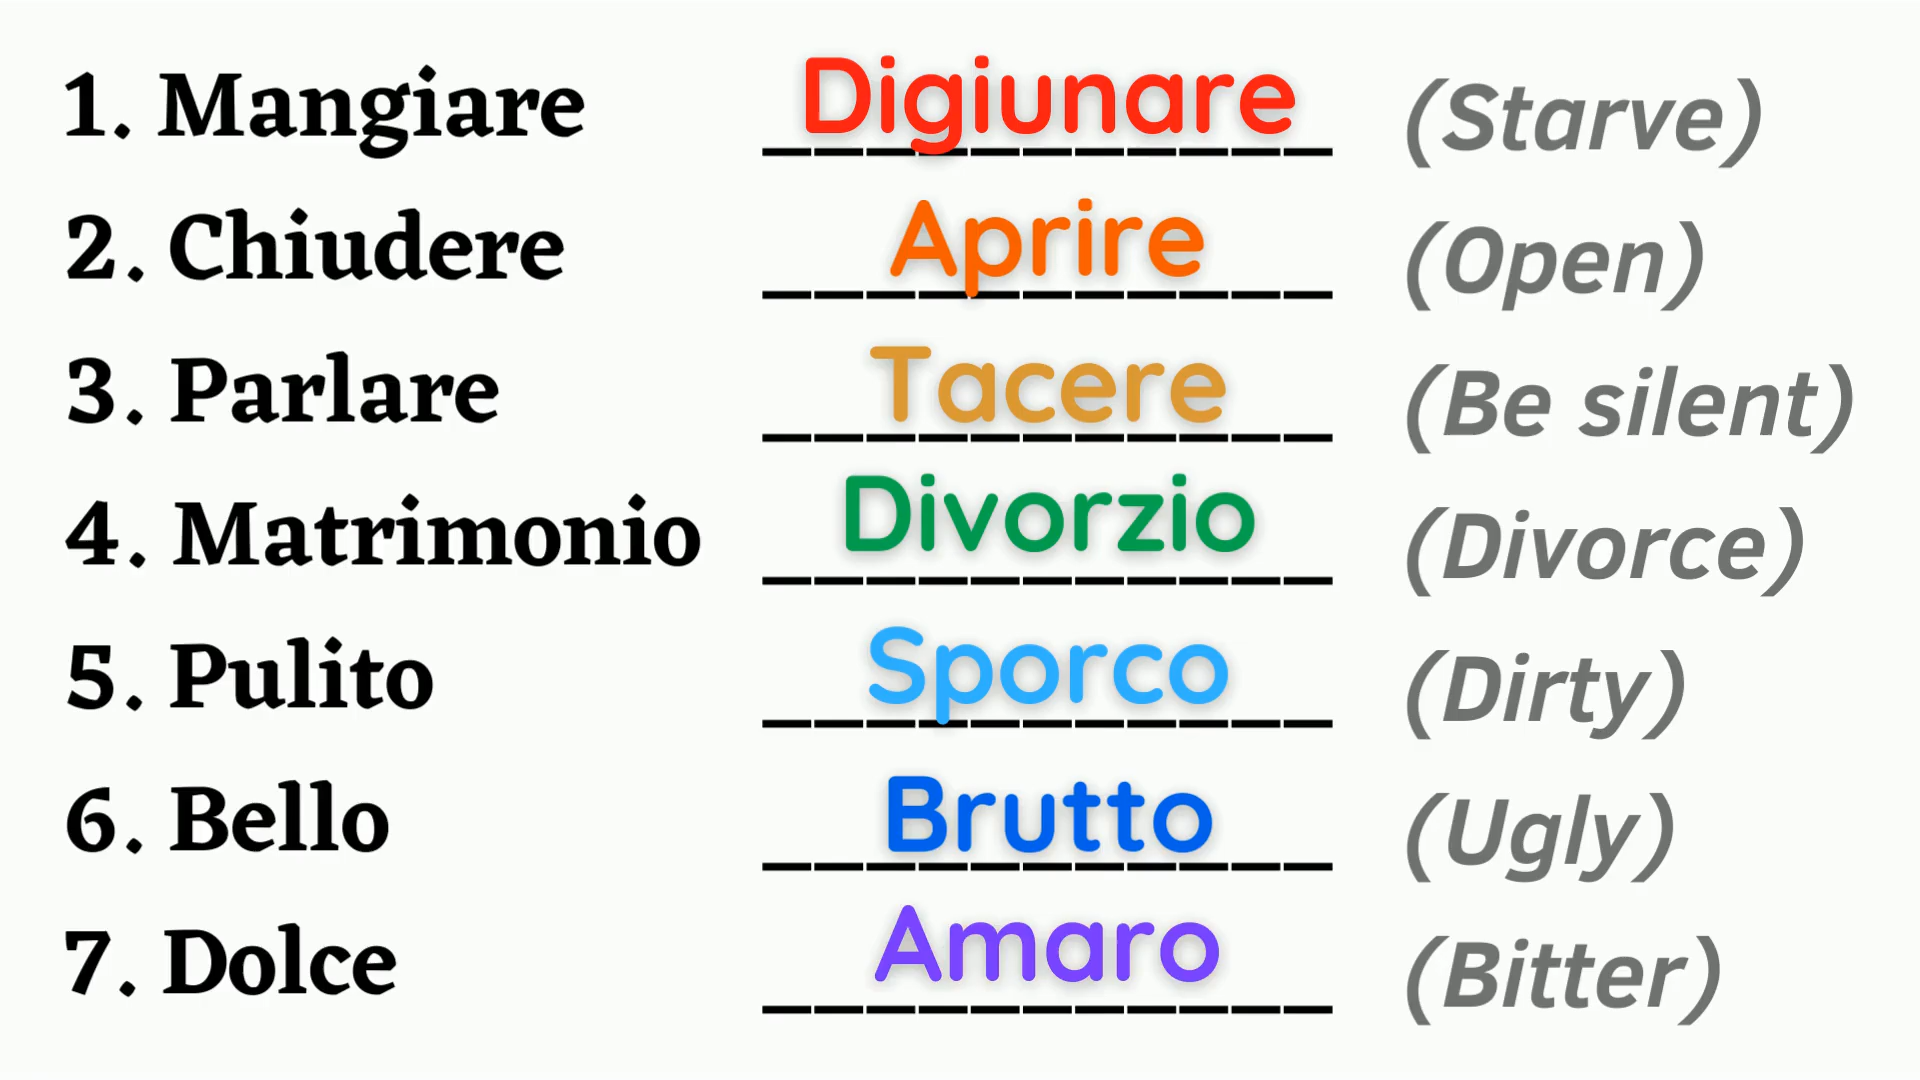 1. Mangiare Digiunare (Starve)
2. Chiudere Aprire (Open)
3. Parlare Tacere (Be silent)
4. Matrimonio Divorzio (Divorce)
5. Pulito Sporco (Dirty)
6. Bello Brutto (Ugly)
7. Dolce Amaro (Bitter)